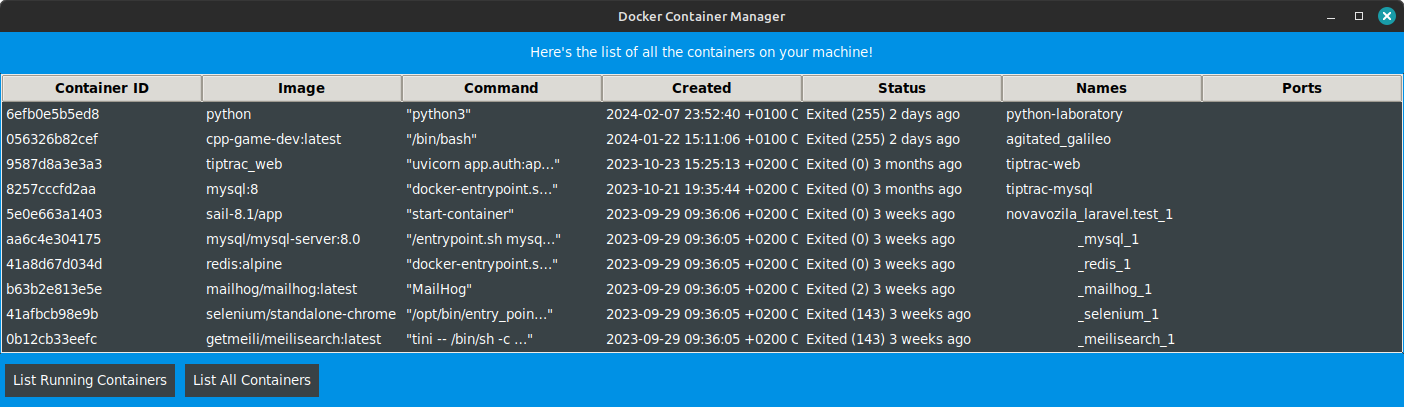 Docker Container Manager
Here's the list of all the containers on your machine!
Container ID Image Command Created Status Names Ports
6efb0e5b5ed8 python "python3" 2024-02-07 23:52:40 +0100 C Exited (255) 2 days ago python-laboratory
056326b82cef cpp-game-dev:latest "/bin/bash" 2024-01-22 15:11:06 +0100 C Exited (255) 2 days ago agitated_galileo
9587d8a3e3a3 tiptrac_web "uvicorn app.auth:ap…" 2023-10-23 15:25:13 +0200 C Exited (0) 3 months ago tiptrac-web
8257cccfd2aa mysql:8 "docker-entrypoint.s…" 2023-10-21 19:35:44 +0200 C Exited (0) 3 months ago tiptrac-mysql
5e0e663a1403 sail-8.1/app "start-container" 2023-09-29 09:36:06 +0200 C Exited (0) 3 weeks ago novavozila_laravel.test_1
aa6c4e304175 mysql/mysql-server:8.0 "/entrypoint.sh mysq…" 2023-09-29 09:36:05 +0200 C Exited (0) 3 weeks ago _mysql_1
41a8d67d034d redis:alpine "docker-entrypoint.s…" 2023-09-29 09:36:05 +0200 C Exited (0) 3 weeks ago _redis_1
b63b2e813e5e mailhog/mailhog:latest "MailHog" 2023-09-29 09:36:05 +0200 C Exited (2) 3 weeks ago _mailhog_1
41afbcb98e9b selenium/standalone-chrome "/opt/bin/entry_poin…" 2023-09-29 09:36:05 +0200 C Exited (143) 3 weeks ago _selenium_1
0b12cb33eefc getmeili/meilisearch:latest "tini -- /bin/sh -c …" 2023-09-29 09:36:05 +0200 C Exited (143) 3 weeks ago _meilisearch_1
List Running Containers List All Containers